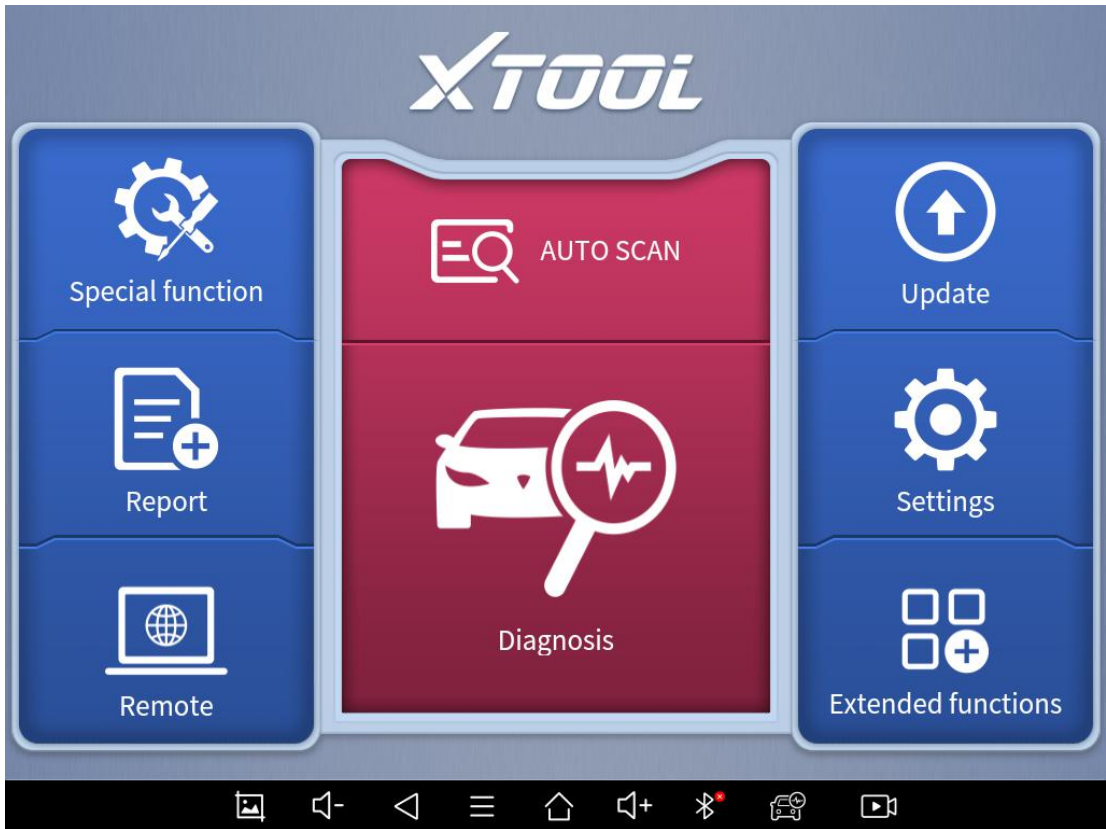 XTOOL
Special function
AUTO SCAN
Update
Report
Settings
Diagnosis
Remote
Extended functions